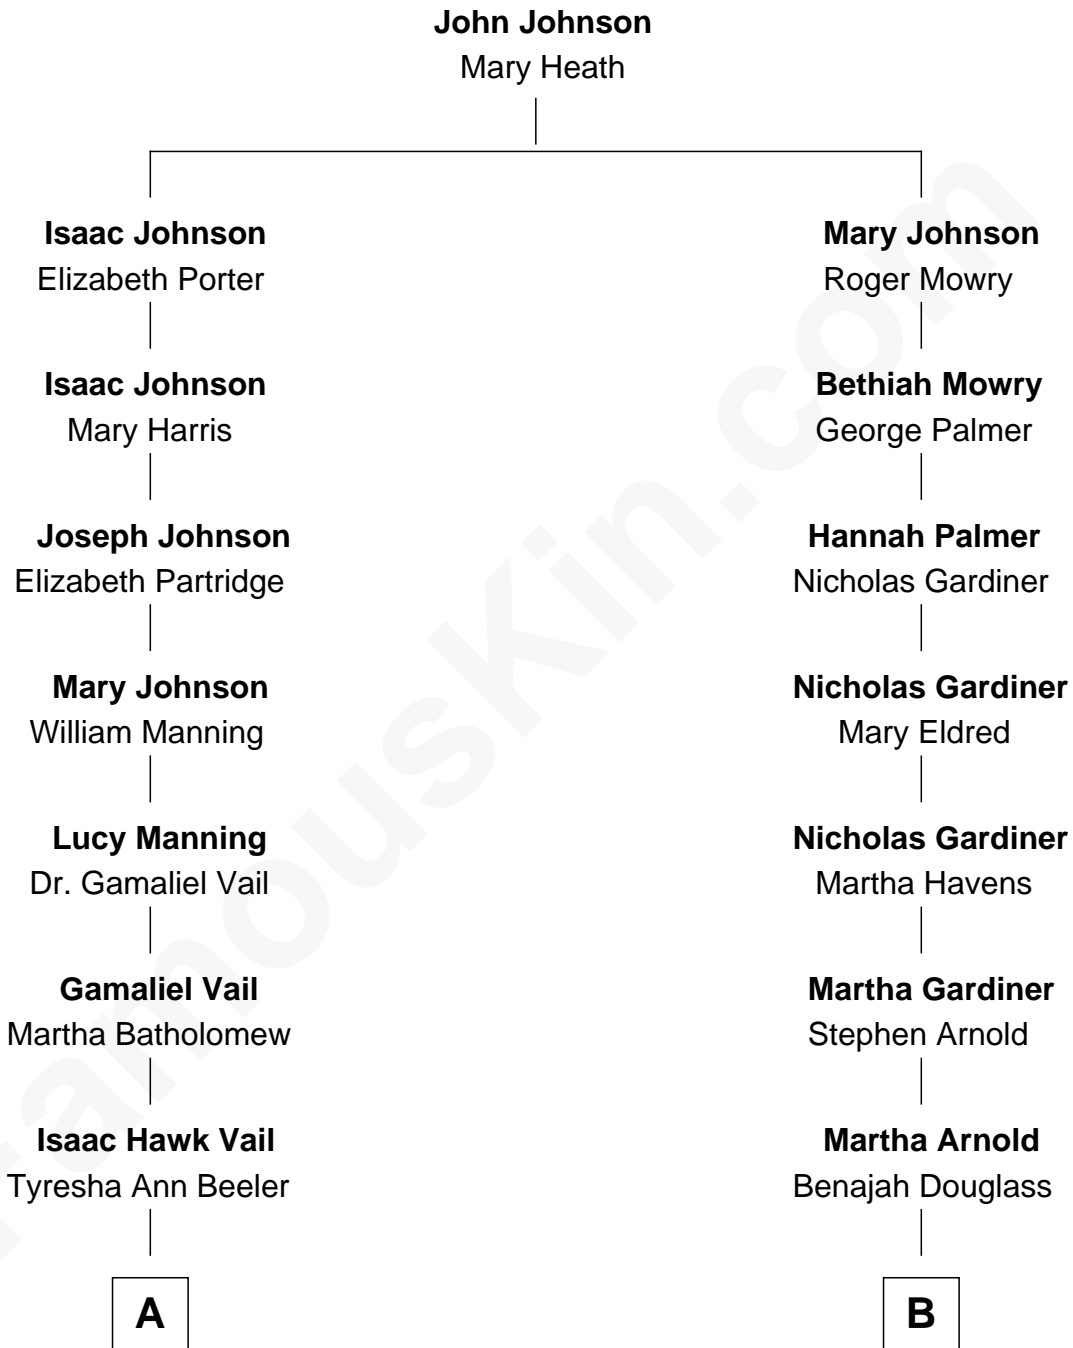 John Johnson
Mary Heath
Isaac Johnson
Elizabeth Porter
Mary Johnson
Roger Mowry
Isaac Johnson
Mary Harris
Bethiah Mowry
George Palmer
Joseph Johnson
Elizabeth Partridge
Hannah Palmer
Nicholas Gardiner
Mary Johnson
William Manning
Nicholas Gardiner
Mary Eldred
Lucy Manning
Dr. Gamaliel Vail
Nicholas Gardiner
Martha Havens
Gamaliel Vail
Martha Batholomew
Martha Gardiner
Stephen Arnold
Isaac Hawk Vail
Tyresha Ann Beeler
Martha Arnold
Benajah Douglass
A
B
FamousKin.com